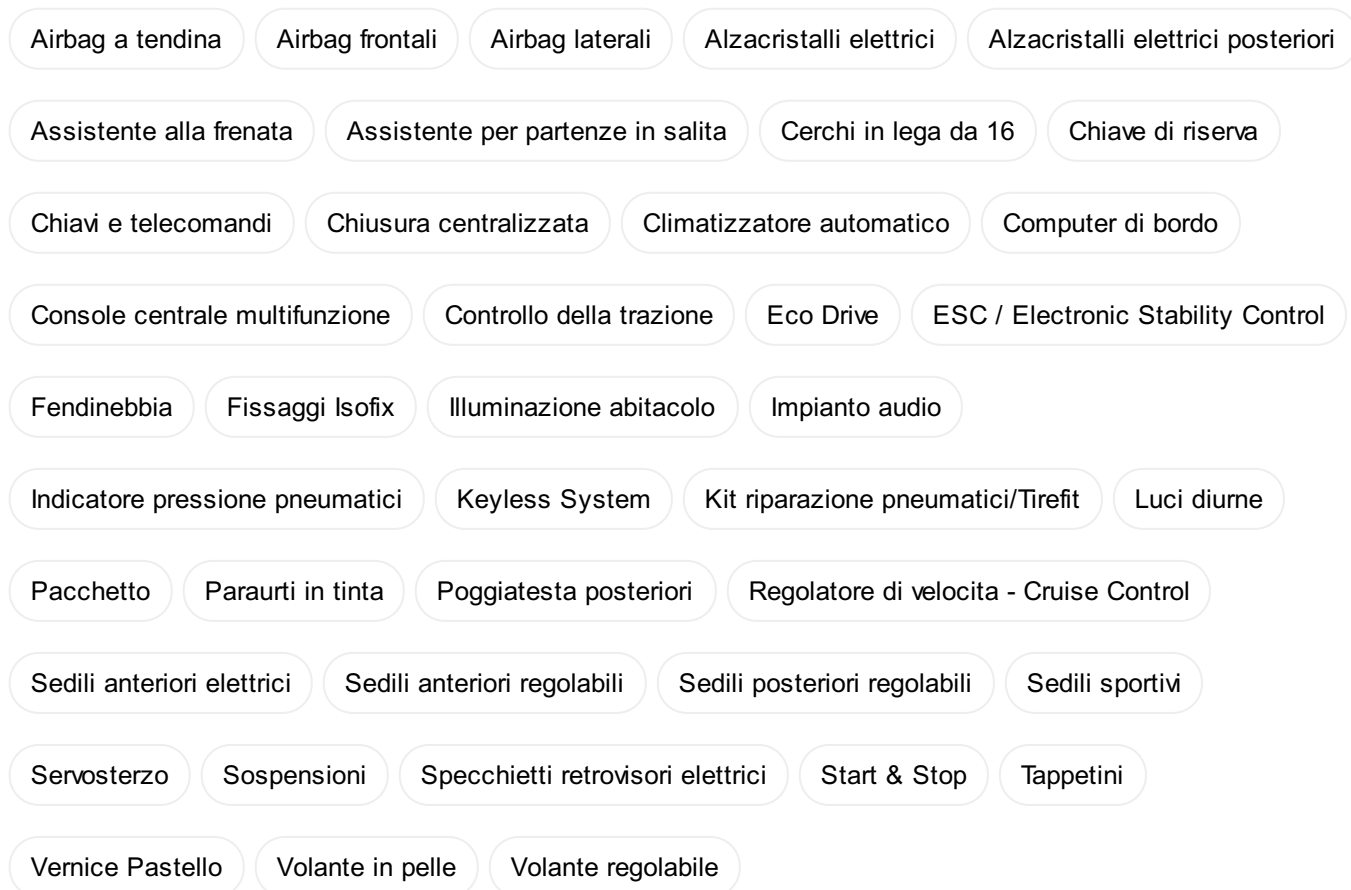 Airbag a tendina Airbag frontali Airbag laterali Alzacristalli elettrici Alzacristalli elettrici posteriori
Assistente alla frenata Assistente per partenze in salita Cerchi in lega da 16 Chiave di riserva
Chiavi e telecomandi Chiusura centralizzata Climatizzatore automatico Computer di bordo
Console centrale multifunzione Controllo della trazione Eco Drive ESC / Electronic Stability Control
Fendinebbia Fissaggi Isofix Illuminazione abitacolo Impianto audio
Indicatore pressione pneumatici Keyless System Kit riparazione pneumatici/Tirefit Luci diurne
Pacchetto Paraurti in tinta Poggiatesta posteriori Regolatore di velocita - Cruise Control
Sedili anteriori elettrici Sedili anteriori regolabili Sedili posteriori regolabili Sedili sportivi
Servosterzo Sospensioni Specchietti retrovisori elettrici Start & Stop Tappetini
Vernice Pastello Volante in pelle Volante regolabile